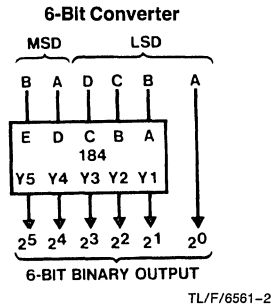 6-Bit Converter
MSD LSD
B A D C B A
E D C B A
184
Y5 Y4 Y3 Y2 Y1
2⁵ 2⁴ 2³ 2² 2¹ 2⁰
6-BIT BINARY OUTPUT
TL/F/6561–2